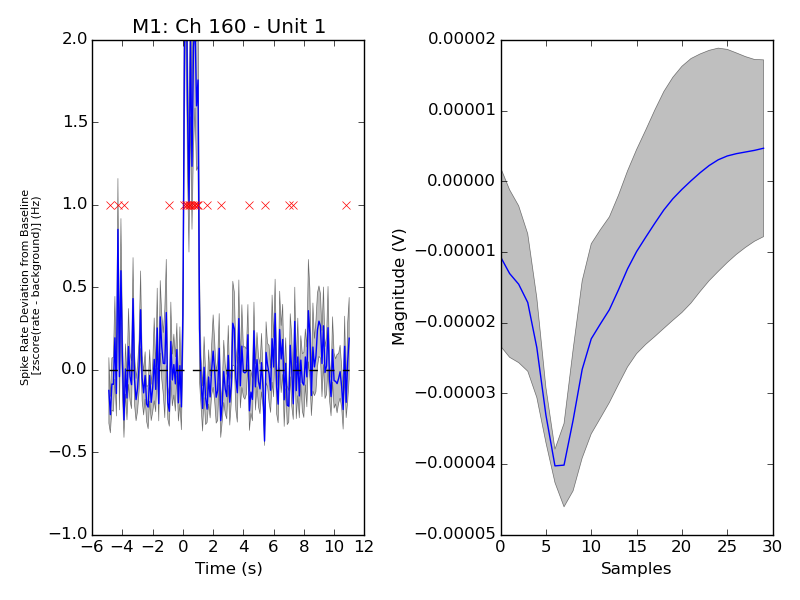 M1: Ch 160 - Unit 1
2.0
1.5
1.0
0.5
0.0
−0.5
−1.0
−6 −4 −2 0 2 4 6 8 10 12
Time (s)
Spike Rate Deviation from Baseline
[zscore(rate - background)] (Hz)
0.00002
0.00001
0.00000
−0.00001
−0.00002
−0.00003
−0.00004
−0.00005
0 5 10 15 20 25 30
Samples
Magnitude (V)